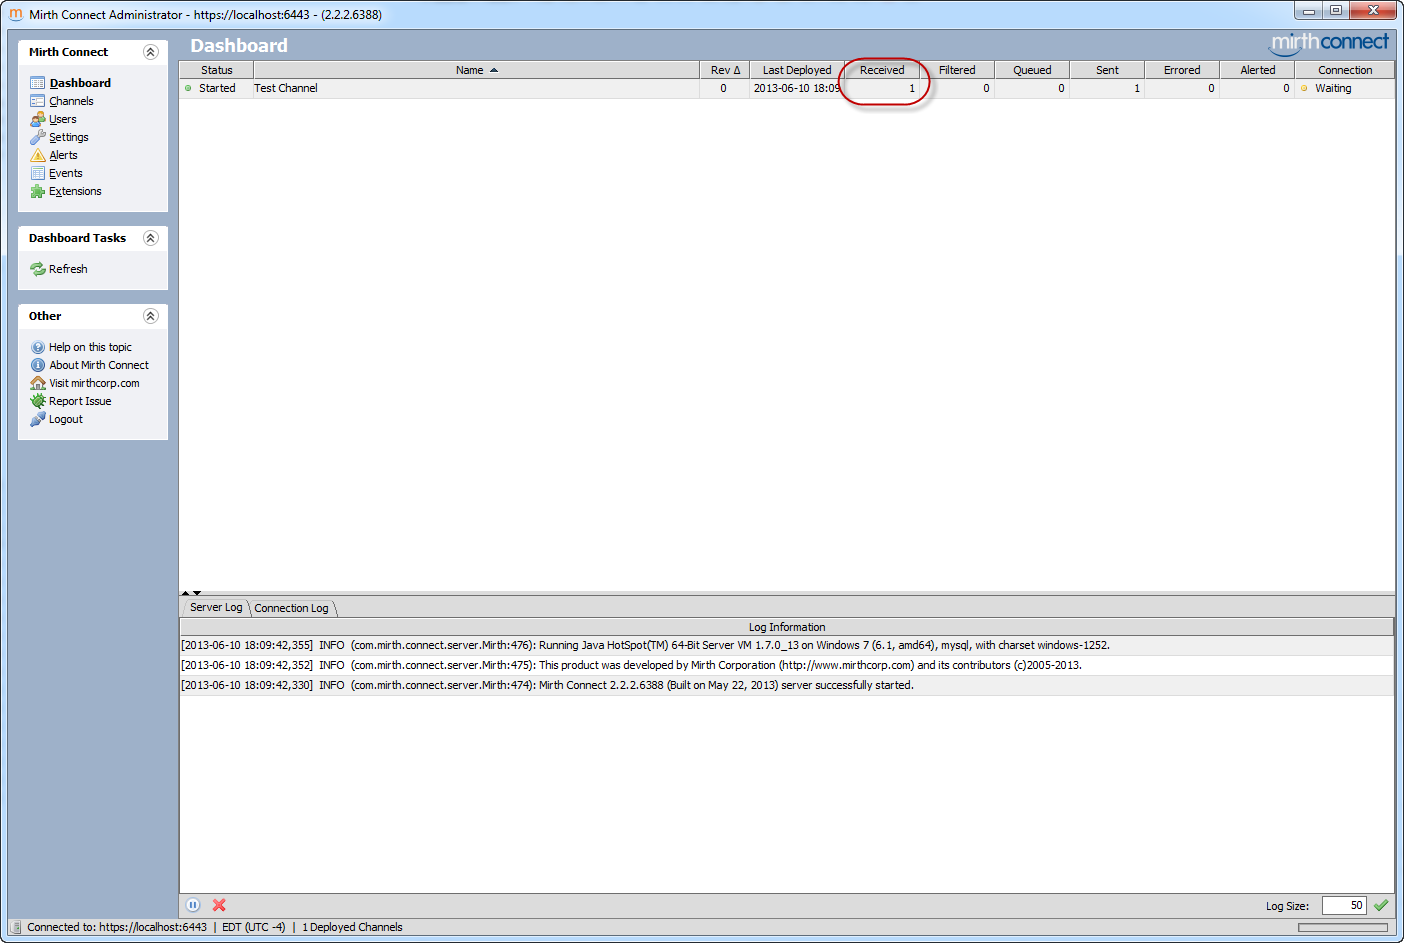 Mirth Connect Administrator - https://localhost:6443 - (2.2.2.6388)
Mirth Connect
Dashboard
Channels
Users
Settings
Alerts
Events
Extensions
Dashboard Tasks
Refresh
Other
Help on this topic
About Mirth Connect
Visit mirthcorp.com
Report Issue
Logout
Dashboard
mirthconnect
Status Name Rev Δ Last Deployed Received Filtered Queued Sent Errored Alerted Connection
Started Test Channel 0 2013-06-10 18:09 1 0 0 1 0 0 Waiting
Server Log Connection Log
Log Information
[2013-06-10 18:09:42,355] INFO (com.mirth.connect.server.Mirth:476): Running Java HotSpot(TM) 64-Bit Server VM 1.7.0_13 on Windows 7 (6.1, amd64), mysql, with charset windows-1252.
[2013-06-10 18:09:42,352] INFO (com.mirth.connect.server.Mirth:475): This product was developed by Mirth Corporation (http://www.mirthcorp.com) and its contributors (c)2005-2013.
[2013-06-10 18:09:42,330] INFO (com.mirth.connect.server.Mirth:474): Mirth Connect 2.2.2.6388 (Built on May 22, 2013) server successfully started.
Log Size: 50
Connected to: https://localhost:6443 | EDT (UTC -4) | 1 Deployed Channels